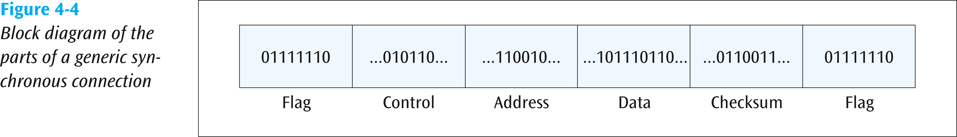 Figure 4-4
Block diagram of the
parts of a generic syn-
chronous connection
01111110 ...010110... ...110010... ...101110110... ...0110011... 01111110
Flag Control Address Data Checksum Flag